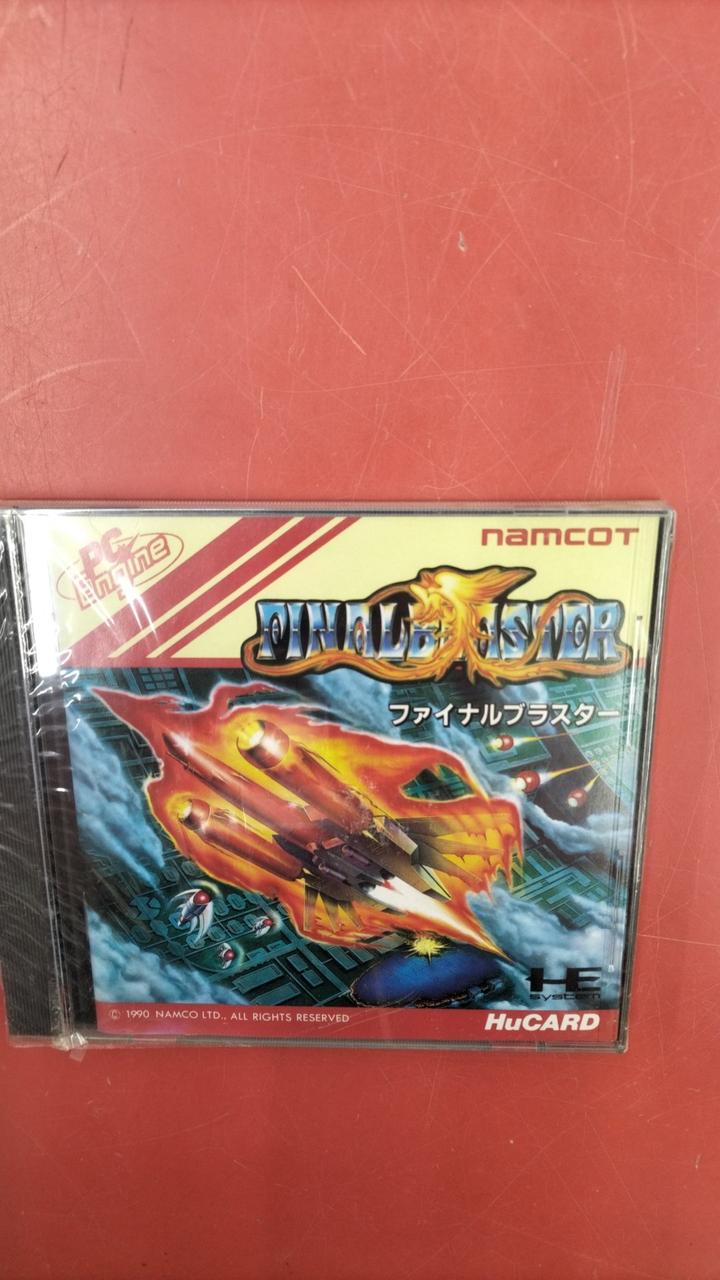 PC Engine
namcot
FINAL BLASTER
ファイナルブラスター
HE
system
© 1990 NAMCO LTD., ALL RIGHTS RESERVED
HuCARD